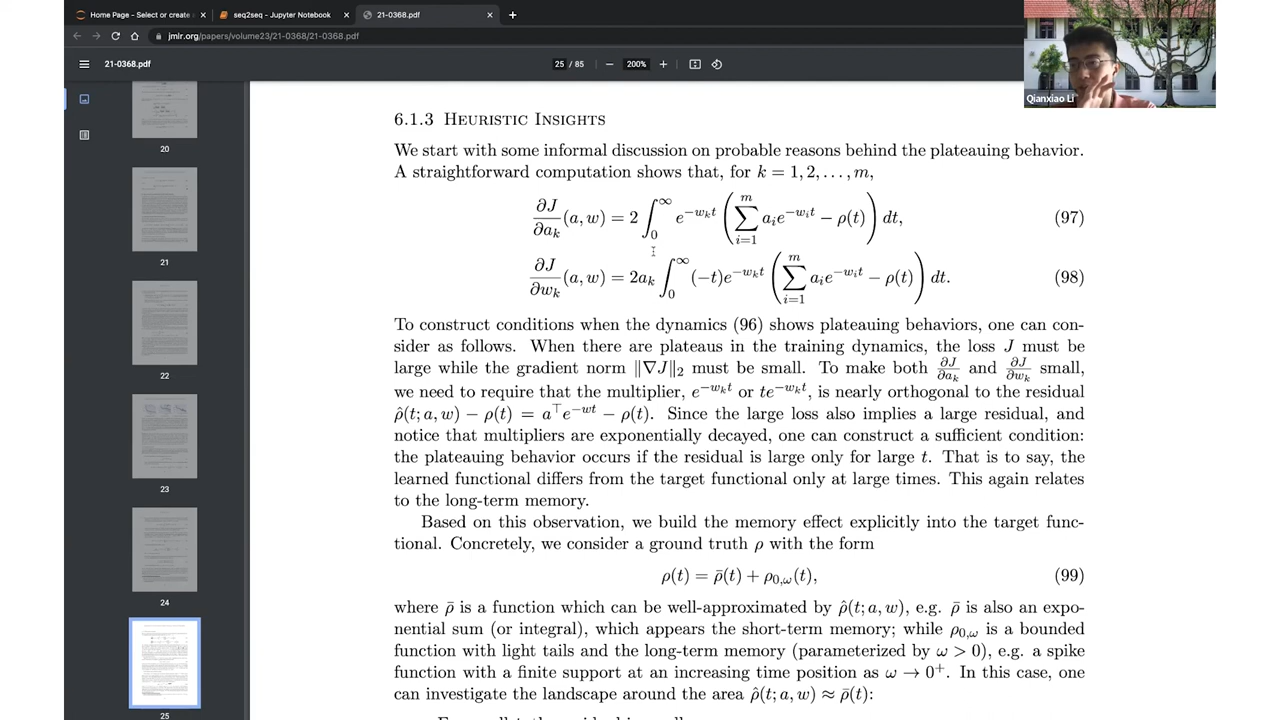 Home Page - Select or create
seq2seq - Jupyter Notebook
21-0368.pdf
jmlr.org/papers/volume23/21-0368/21-0368.pdf
21-0368.pdf
25 / 85
200%
Qianxiao Li
20
21
22
23
24
25
6.1.3 HEURISTIC INSIGHTS
We start with some informal discussion on probable reasons behind the plateauing behavior.
A straightforward computation shows that, for k = 1, 2, . . . , m,
∂J/∂a_k (a, w) = 2 ∫_0^∞ e^{−w_k t} ( ∑_{i=1}^m a_i e^{−w_i t} − ρ(t) ) dt, (97)
∂J/∂w_k (a, w) = 2a_k ∫_0^∞ (−t)e^{−w_k t} ( ∑_{i=1}^m a_i e^{−w_i t} − ρ(t) ) dt. (98)
To construct conditions when the dynamics (96) shows plateauing behaviors, one can con-
sider as follows. When there are plateaus in the training dynamics, the loss J must be
large while the gradient norm ‖∇J‖_2 must be small. To make both ∂J/∂a_k and ∂J/∂w_k small,
we need to require that the multiplier, e^{−w_k t} or te^{−w_k t}, is nearly orthogonal to the residual
ρ̂(t; a, w) − ρ(t) = a^⊤e^{−wt} − ρ(t). Since the large loss also implies a large residual, and
notice that multipliers are exponentially decayed, one can construct a sufficient condition:
the plateauing behavior occurs if the residual is large only for large t. That is to say, the
learned functional differs from the target functional only at large times. This again relates
to the long-term memory.
Based on this observation, we build the memory effect explicitly into the target func-
tional. Concretely, we consider a ground truth ρ with the form
ρ(t) = ρ̄(t) + ρ_{0,ω}(t), (99)
where ρ̄ is a function which can be well-approximated by ρ̂(t; a, w), e.g. ρ̄ is also an expo-
nential sum (or integral). It captures the short-term memory; while ρ_{0,ω} is a bounded
function with light tails and the long-term memory (parameterized by ω > 0), e.g. a spike
function with finite support at an increasing time position as ω → 0^+. In this case, one
can investigate the landscape around the area ρ̂(t; a, w) ≈ ρ̄(t):